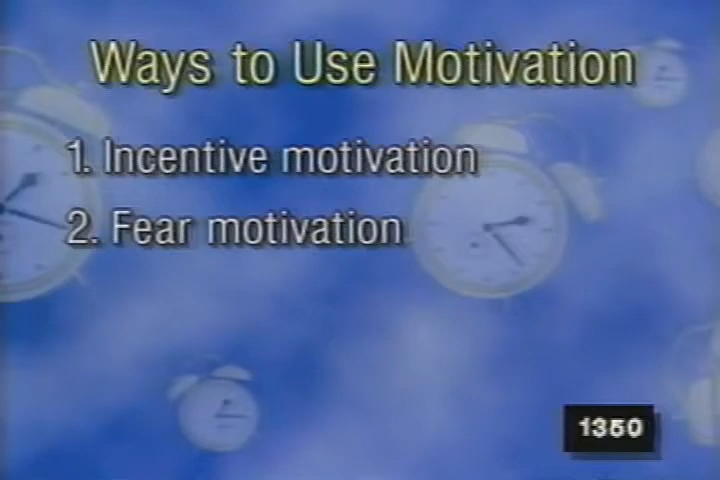 Ways to Use Motivation
1. Incentive motivation
2. Fear motivation
1350